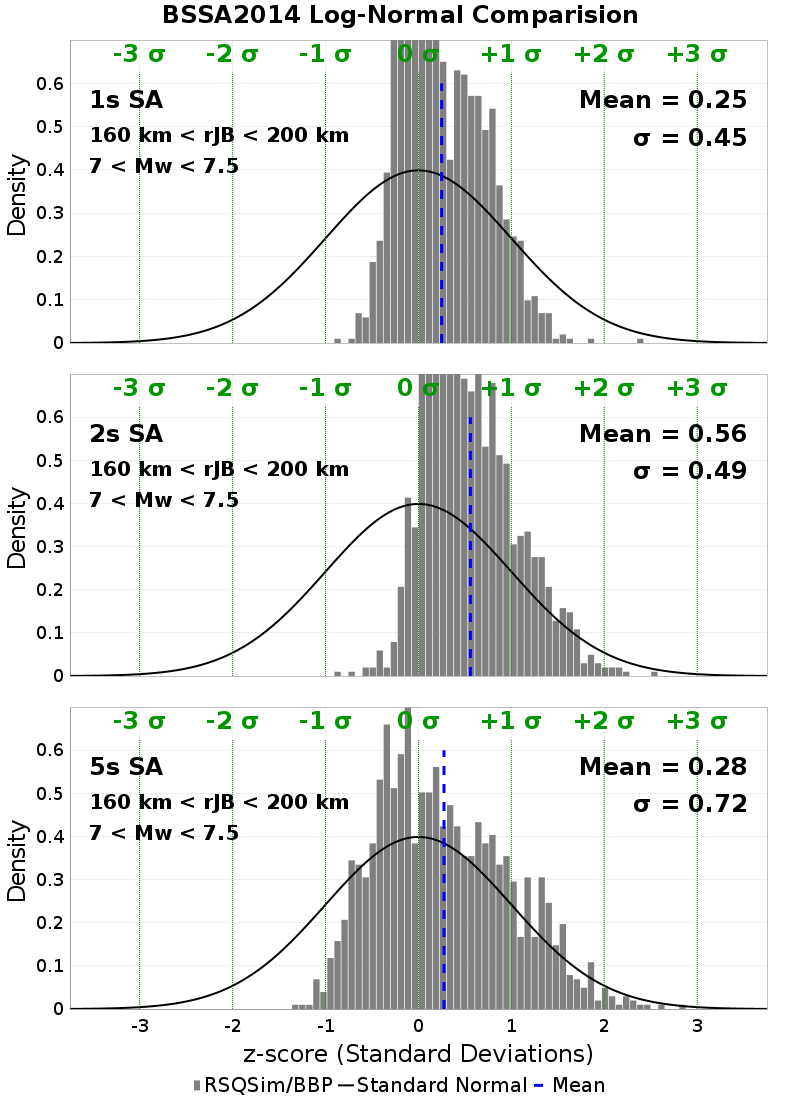 BSSA2014 Log-Normal Comparision
-3 σ -2 σ -1 σ 0 σ +1 σ +2 σ +3 σ
1s SA Mean = 0.25
160 km < rJB < 200 km σ = 0.45
7 < Mw < 7.5
Density
0.6
0.5
0.4
0.3
0.2
0.1
0
-3 σ -2 σ -1 σ 0 σ +1 σ +2 σ +3 σ
2s SA Mean = 0.56
160 km < rJB < 200 km σ = 0.49
7 < Mw < 7.5
Density
0.6
0.5
0.4
0.3
0.2
0.1
0
-3 σ -2 σ -1 σ 0 σ +1 σ +2 σ +3 σ
5s SA Mean = 0.28
160 km < rJB < 200 km σ = 0.72
7 < Mw < 7.5
Density
0.6
0.5
0.4
0.3
0.2
0.1
0
-3 -2 -1 0 1 2 3
z-score (Standard Deviations)
RSQSim/BBP Standard Normal Mean